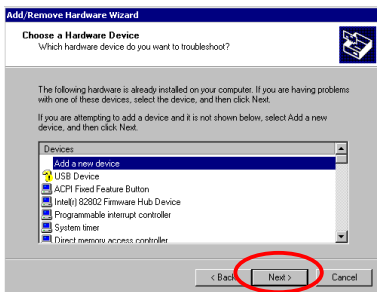 Add/Remove Hardware Wizard
Choose a Hardware Device
Which hardware device do you want to troubleshoot?
The following hardware is already installed on your computer. If you are having problems
with one of these devices, select the device, and then click Next.
If you are attempting to add a device and it is not shown below, select Add a new
device, and then click Next.
Devices
Add a new device
USB Device
ACPI Fixed Feature Button
Intel(r) 82802 Firmware Hub Device
Programmable interrupt controller
System timer
Direct memory access controller
< Back
Next >
Cancel